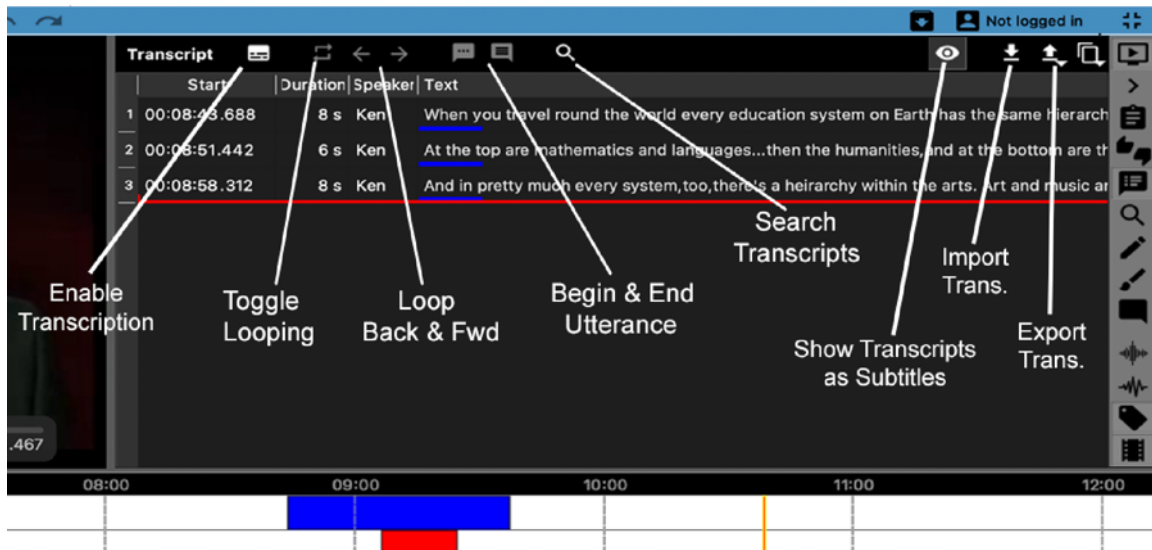 Not logged in
Transcript
Start Duration Speaker Text
1 00:08:43.688 8 s Ken When you travel round the world every education system on Earth has the same hierarch
2 00:08:51.442 6 s Ken At the top are mathematics and languages...then the humanities,and at the bottom are th
3 00:08:58.312 8 s Ken And in pretty much every system,too,there's a heirarchy within the arts. Art and music ar
Search
Transcripts
Import
Trans.
Enable
Transcription
Toggle
Looping
Loop
Back & Fwd
Begin & End
Utterance
Show Transcripts
as Subtitles
Export
Trans.
.467
08:00 09:00 10:00 11:00 12:00